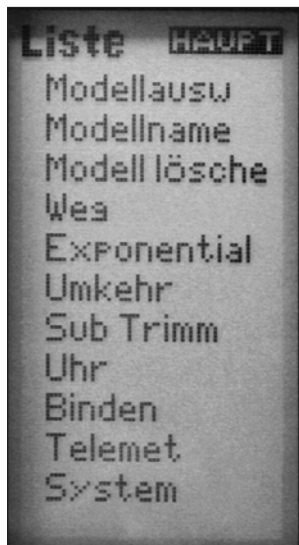 Liste HAUPT
Modellausw
Modellname
Modell lösche
Weg
Exponential
Umkehr
Sub Trimm
Uhr
Binden
Telemet
System